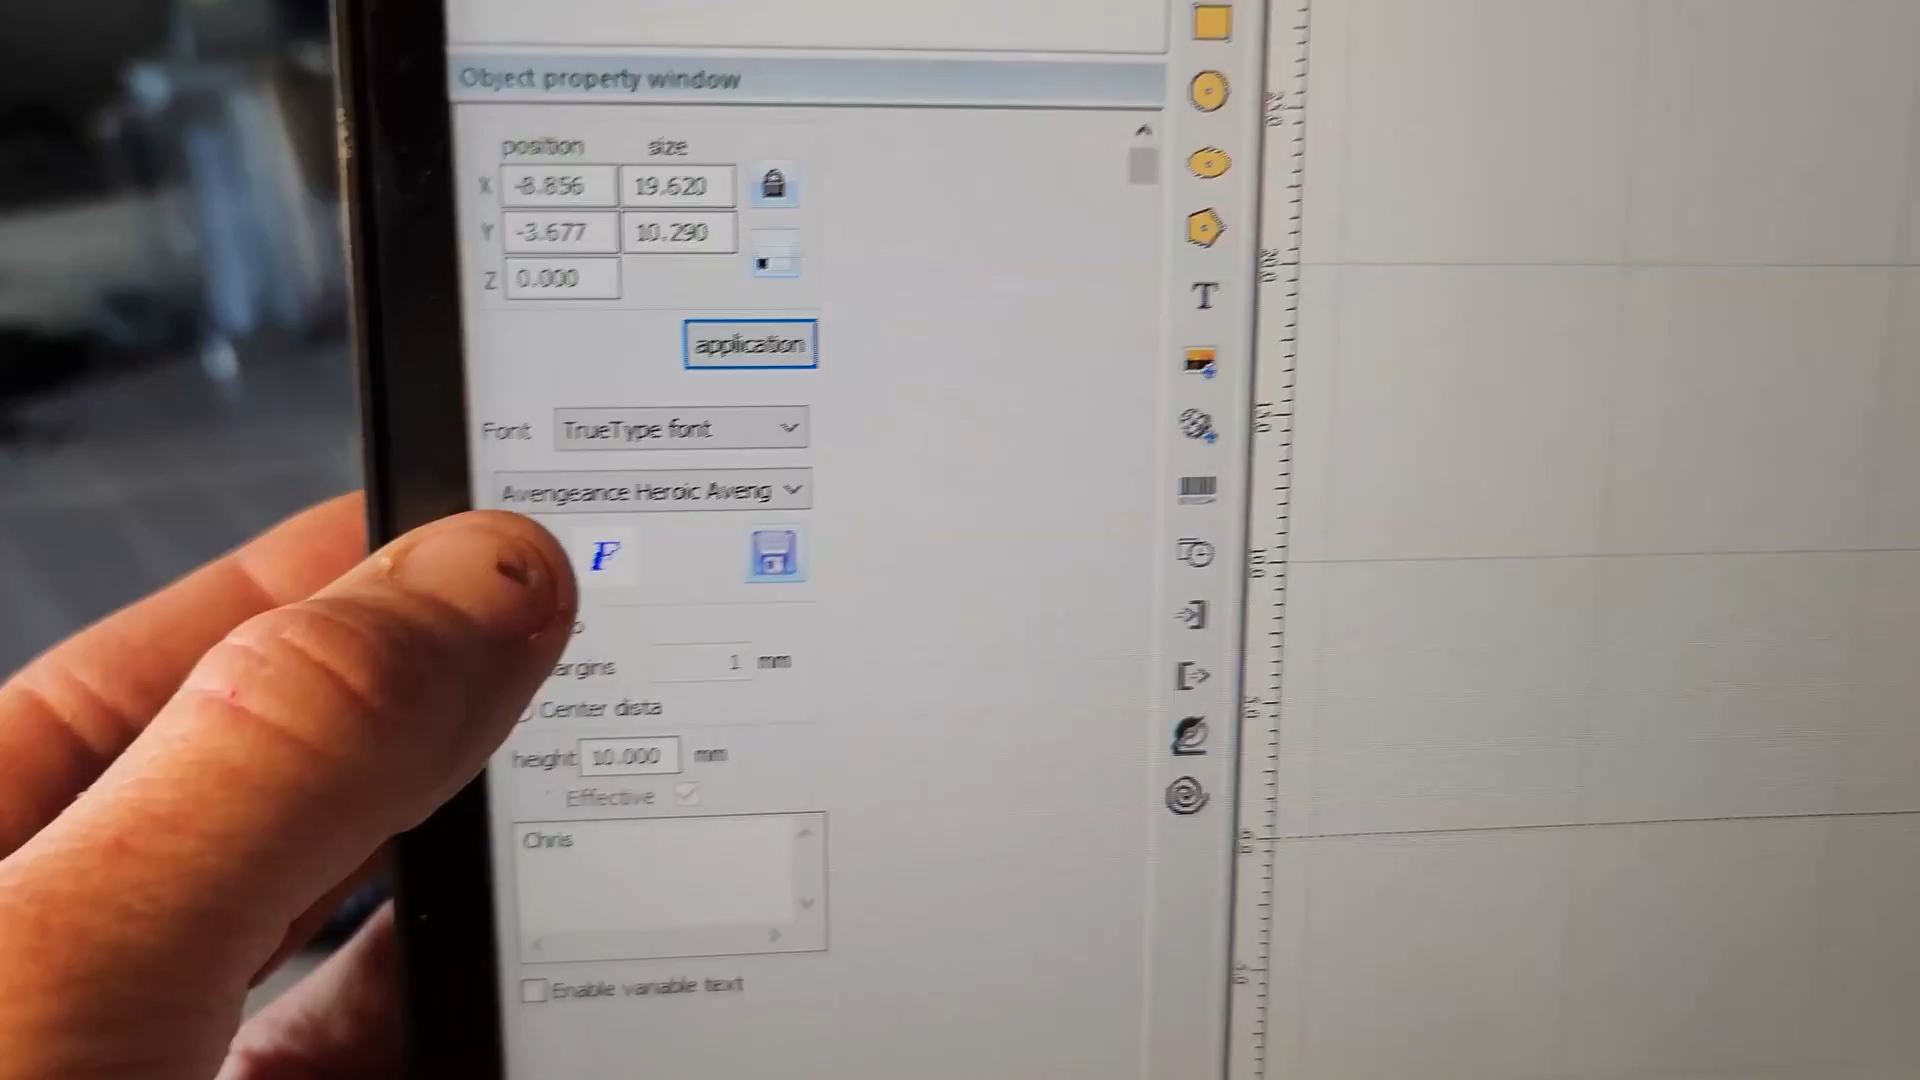 Object property window
position size
X -8.856 19.620
Y -3.677 10.290
Z 0.000
application
Font TrueType font
Avengeance Heroic Aveng
F
1 mm
Center dista
height 10.000 mm
Effective
Chris
Enable variable text
T